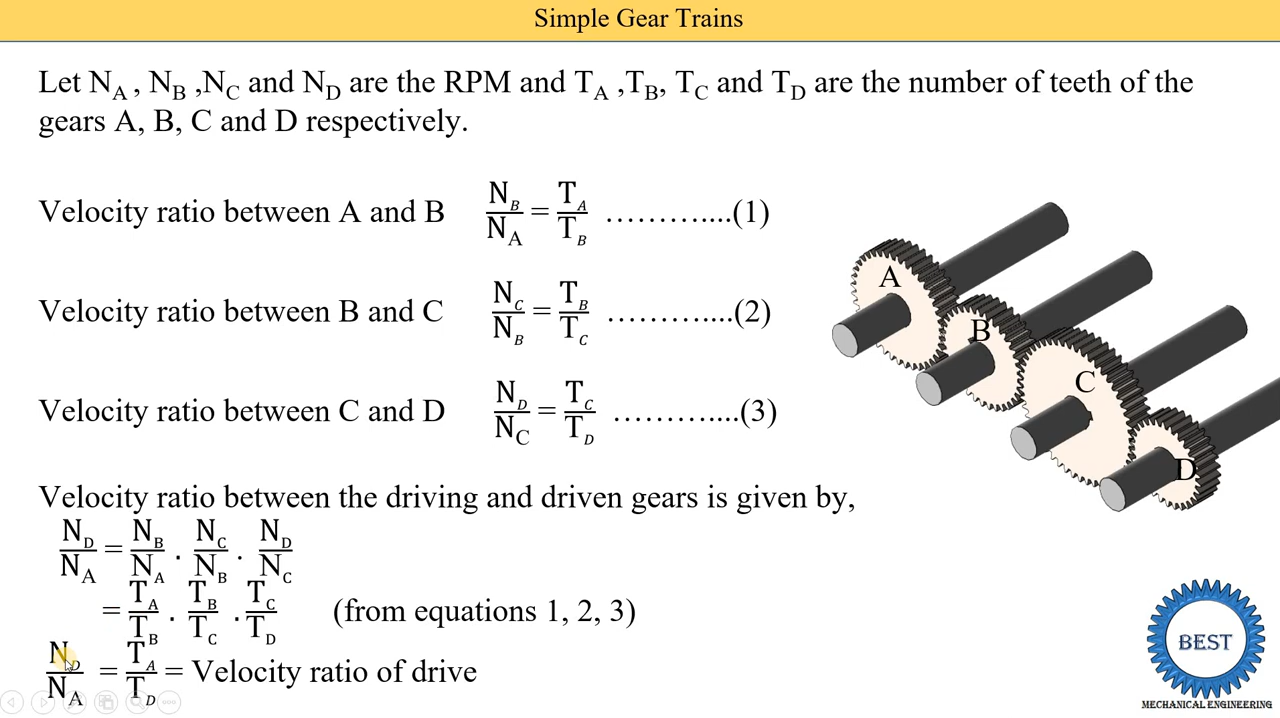 Simple Gear Trains
Let N_A , N_B ,N_C and N_D are the RPM and T_A ,T_B, T_C and T_D are the number of teeth of the
gears A, B, C and D respectively.
Velocity ratio between A and B N_B/N_A = T_A/T_B ………....(1)
Velocity ratio between B and C N_C/N_B = T_B/T_C ………....(2)
Velocity ratio between C and D N_D/N_C = T_C/T_D ………....(3)
Velocity ratio between the driving and driven gears is given by,
N_D/N_A = N_B/N_A . N_C/N_B . N_D/N_C
= T_A/T_B . T_B/T_C . T_C/T_D (from equations 1, 2, 3)
N_D/N_A = T_A/T_D = Velocity ratio of drive
A
B
C
D
BEST
MECHANICAL ENGINEERING